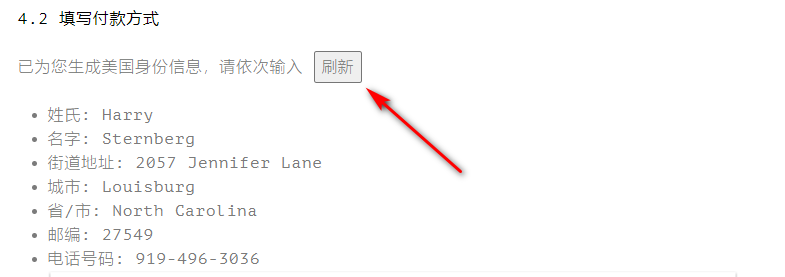 4.2 填写付款方式
已为您生成美国身份信息，请依次输入 刷新
• 姓氏: Harry
• 名字: Sternberg
• 街道地址: 2057 Jennifer Lane
• 城市: Louisburg
• 省/市: North Carolina
• 邮编: 27549
• 电话号码: 919-496-3036